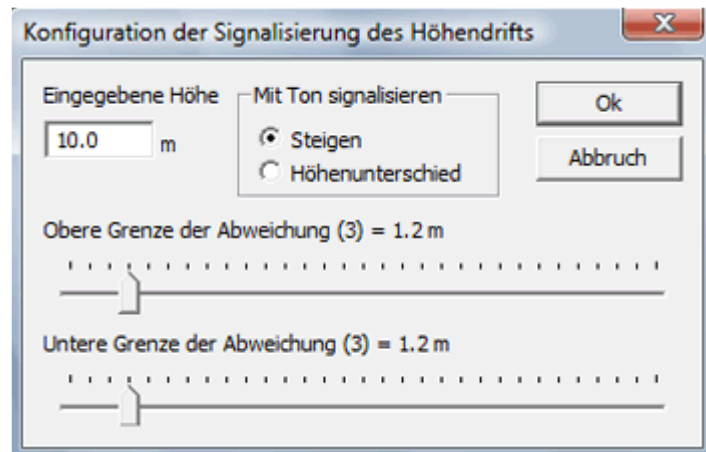 Konfiguration der Signalisierung des Höhendrifts
Eingegebene Höhe
10.0 m
Mit Ton signalisieren
Steigen
Höhenunterschied
Ok
Abbruch
Obere Grenze der Abweichung (3) = 1.2 m
Untere Grenze der Abweichung (3) = 1.2 m